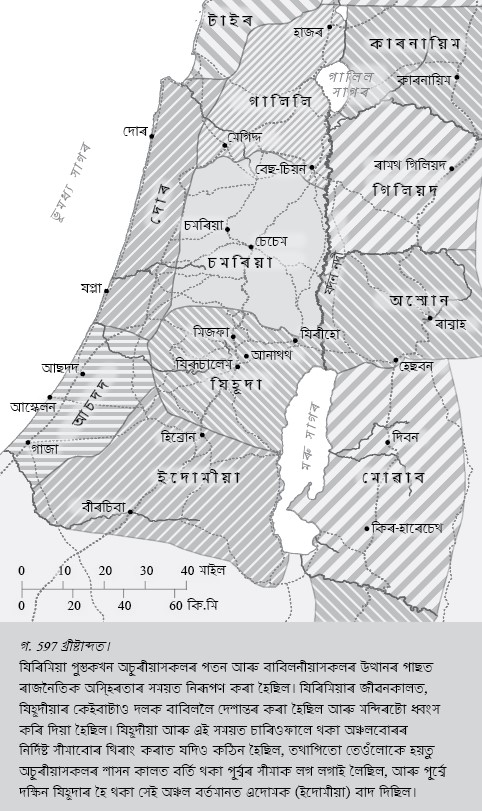 টাইৰ
হাজৰ
কাৰনায়িম
গালিল
সাগৰ
কাৰনায়িম
গালিলি
দোৰ
মেগিদ্দ
বেছ-চিয়ন
ৰামথ গিলিয়দ
গিলিয়দ
ভুমধ্য সাগৰ
দোৰ
চমৰিয়া
চেচেম
চমৰিয়া
যৰ্দ্দন নদী
অম্মোন
যপ্পা
ৰাব্বাহ
মিজফা
যিৰীহো
আনাথথ
যিৰূচালেম
হেছবন
আছদদ
যিহূদা
আচদদ
আস্কেলন
মৰু সাগৰ
হিব্ৰোন
দিবন
গাজা
ইদোমীয়া
মোৱাব
বীৰচিবা
কিৰ-হাৰেচেথ
0 10 20 30 40 মাইল
0 20 40 60 কি.মি
গ. 597 খ্ৰীষ্টাব্দত।
যিৰিমিয়া পুস্তকখন অচুৰীয়াসকলৰ পতন আৰু বাবিলনীয়াসকলৰ উত্থানৰ পাছত
ৰাজনৈতিক অস্হিৰতাৰ সময়ত নিৰূপণ কৰা হৈছিল। যিৰিমিয়াৰ জীৱনকালত,
যিহূদীয়াৰ কেইবাষ্টাও দলক বাবিললৈ দেশান্তৰ কৰা হৈছিল আৰু মন্দিৰষ্টো ধ্বংস
কৰি দিয়া হৈছিল। যিহূদীয়া আৰু এই সময়ত চাৰিওফালে থকা অঞ্চলবোৰৰ
নিৰ্দিষ্ট সীমাবোৰ থিৰাং কৰাত যদিও কঠিন হৈছিল, তথাপিতো তেওঁলোকে হয়তু
অচুৰীয়াসকলৰ শাসন কালত বৰ্তি থকা পূৰ্ব্বৰ সীমাক লগ লগাই লৈছিল, আৰু পূৰ্ব্বে
দক্ষিন যিহূদাৰ হৈ থকা সেই অঞ্চল বৰ্তমানত এদোমক (ইদোমীয়া) বাদ দিছিল।